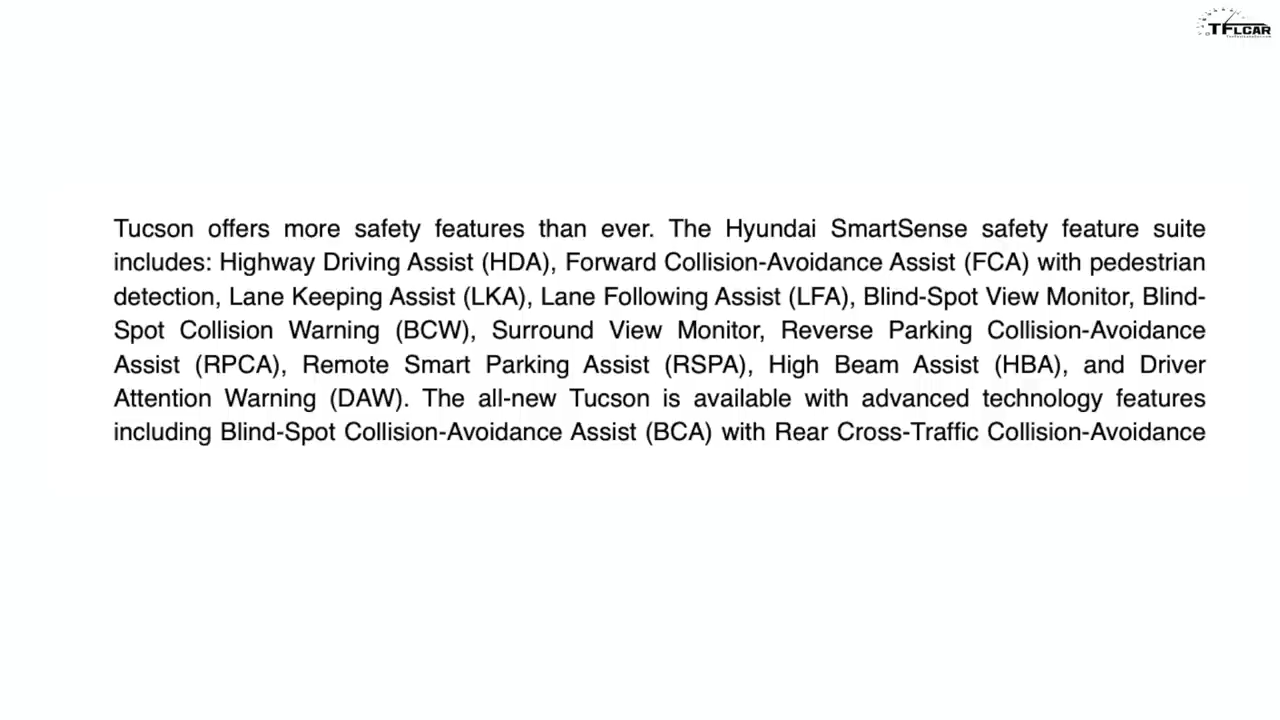 TFLCAR
Tucson offers more safety features than ever. The Hyundai SmartSense safety feature suite
includes: Highway Driving Assist (HDA), Forward Collision-Avoidance Assist (FCA) with pedestrian
detection, Lane Keeping Assist (LKA), Lane Following Assist (LFA), Blind-Spot View Monitor, Blind-
Spot Collision Warning (BCW), Surround View Monitor, Reverse Parking Collision-Avoidance
Assist (RPCA), Remote Smart Parking Assist (RSPA), High Beam Assist (HBA), and Driver
Attention Warning (DAW). The all-new Tucson is available with advanced technology features
including Blind-Spot Collision-Avoidance Assist (BCA) with Rear Cross-Traffic Collision-Avoidance